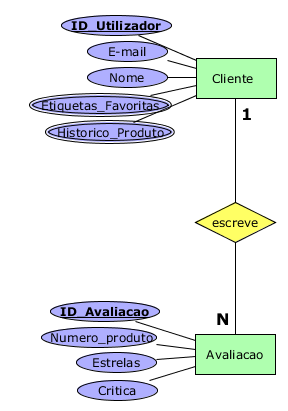 ID_Utilizador
E-mail
Nome
Cliente
Etiquetas_Favoritas
Historico_Produto
1
escreve
N
ID_Avaliacao
Numero_produto
Estrelas
Avaliacao
Critica